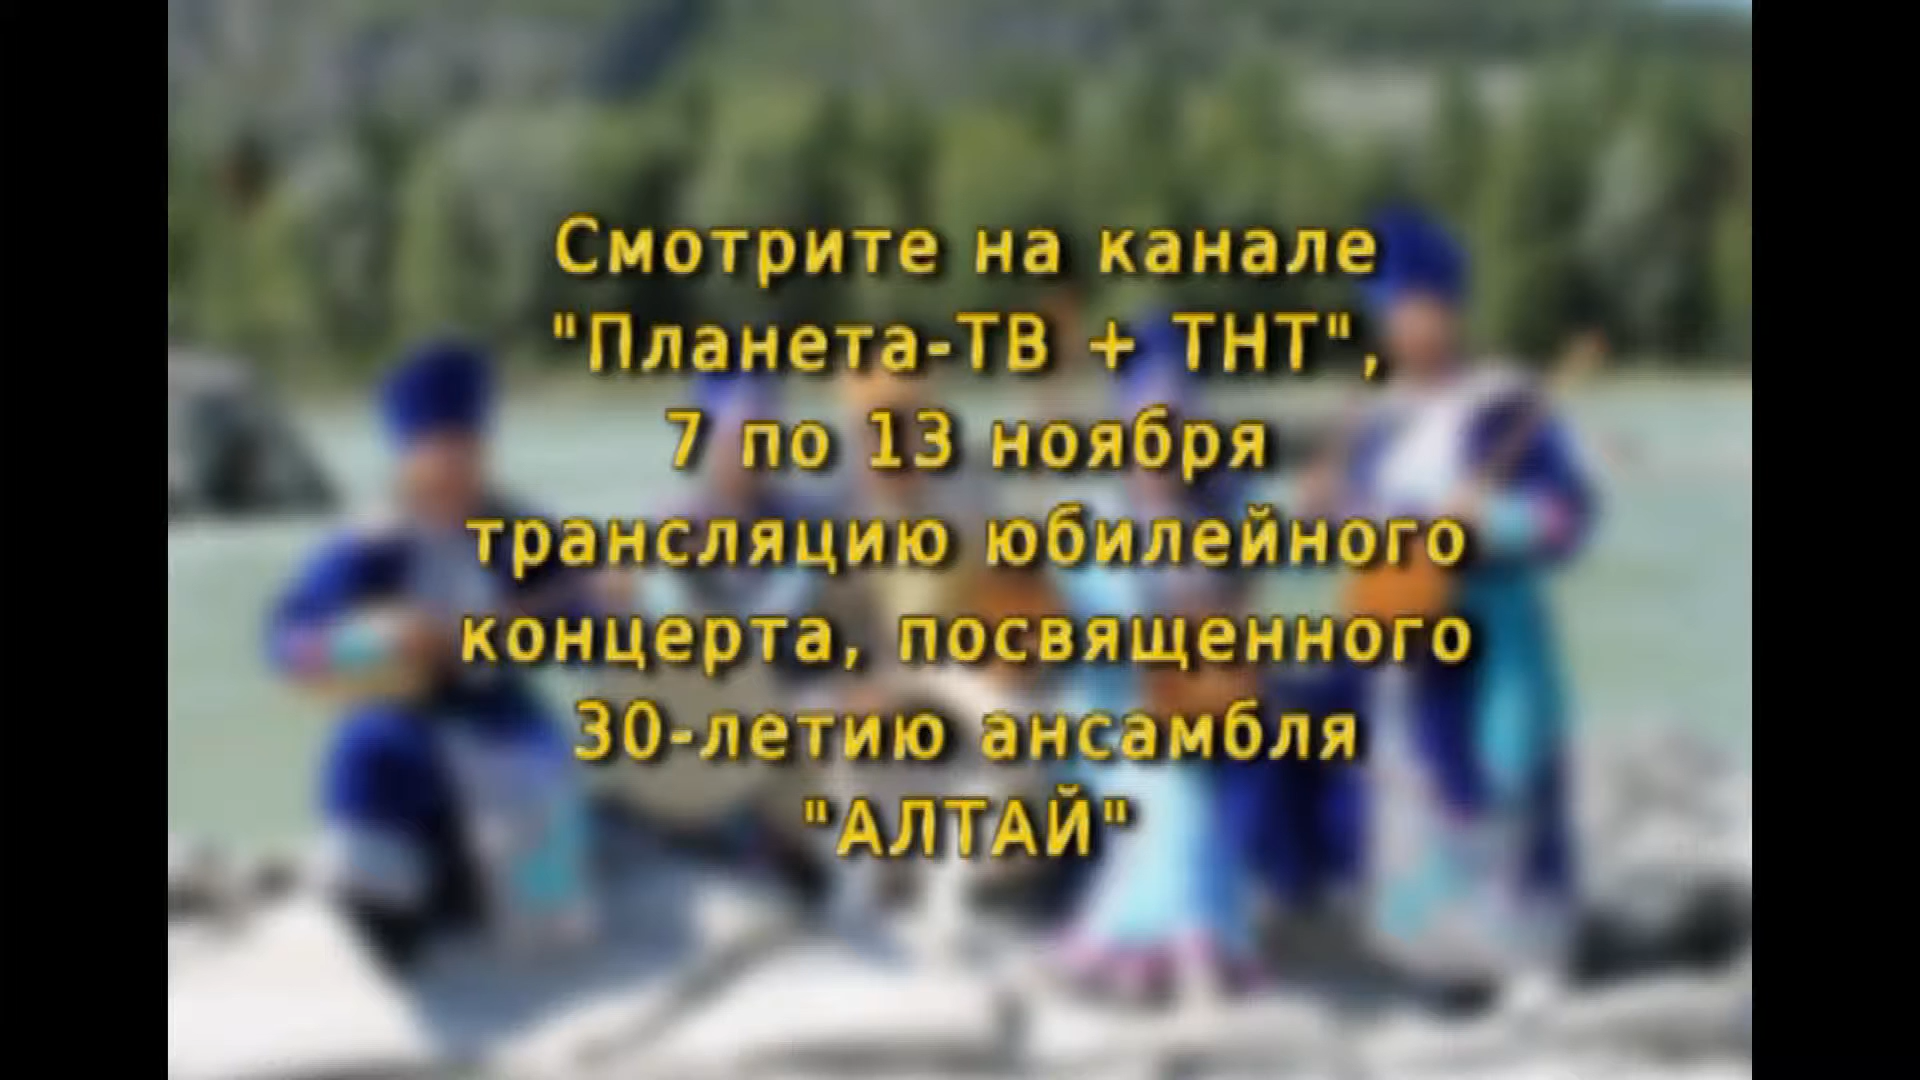 Смотрите на канале
"Планета-ТВ + ТНТ",
7 по 13 ноября
трансляцию юбилейного
концерта, посвященного
30-летию ансамбля
"АЛТАЙ"